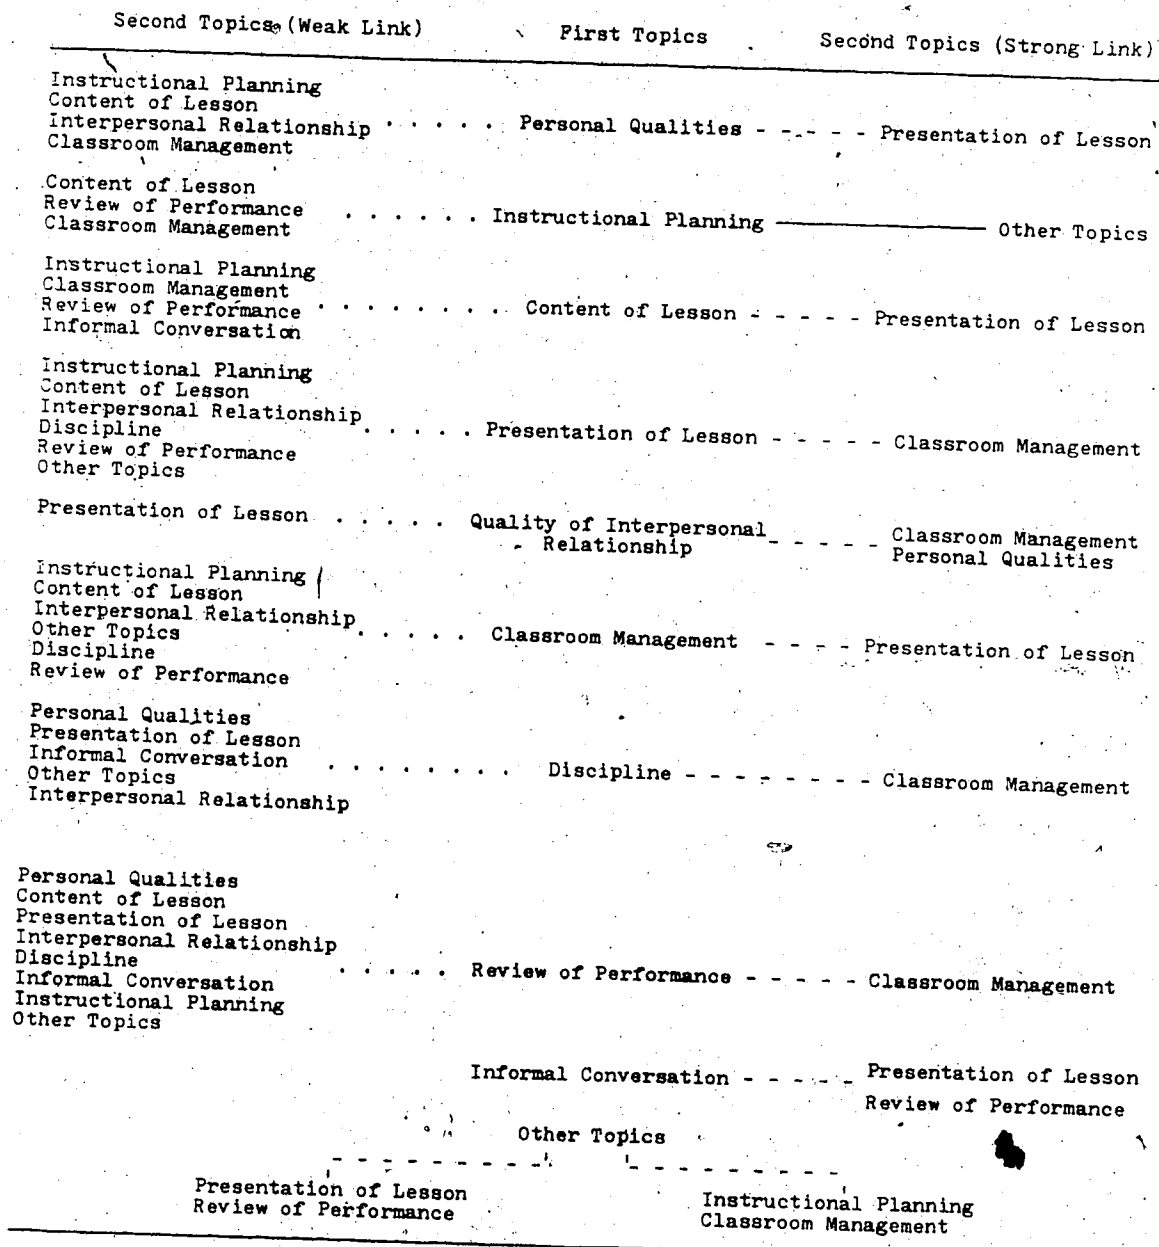 Second Topics (Weak Link) First Topics Second Topics (Strong Link)
Instructional Planning
Content of Lesson
Interpersonal Relationship . . . . . Personal Qualities - - - - - Presentation of Lesson
Classroom Management
Content of Lesson
Review of Performance . . . . . . Instructional Planning ———— Other Topics
Classroom Management
Instructional Planning
Classroom Management
Review of Performance . . . . . . . . . Content of Lesson - - - - - Presentation of Lesson
Informal Conversation
Instructional Planning
Content of Lesson
Interpersonal Relationship
Discipline . . . . . Presentation of Lesson - - - - - Classroom Management
Review of Performance
Other Topics
Presentation of Lesson . . . . . Quality of Interpersonal - - - - - Classroom Management
Relationship Personal Qualities
Instructional Planning
Content of Lesson
Interpersonal Relationship
Other Topics . . . . . Classroom Management - - - - Presentation of Lesson
Discipline
Review of Performance
Personal Qualities
Presentation of Lesson
Informal Conversation . . . . . . . . Discipline - - - - - - - - Classroom Management
Other Topics
Interpersonal Relationship
Personal Qualities
Content of Lesson
Presentation of Lesson
Interpersonal Relationship
Discipline . . . . . Review of Performance - - - - - Classroom Management
Informal Conversation
Instructional Planning
Other Topics
Informal Conversation - - - - - Presentation of Lesson
Review of Performance
Other Topics
Presentation of Lesson Instructional Planning
Review of Performance Classroom Management